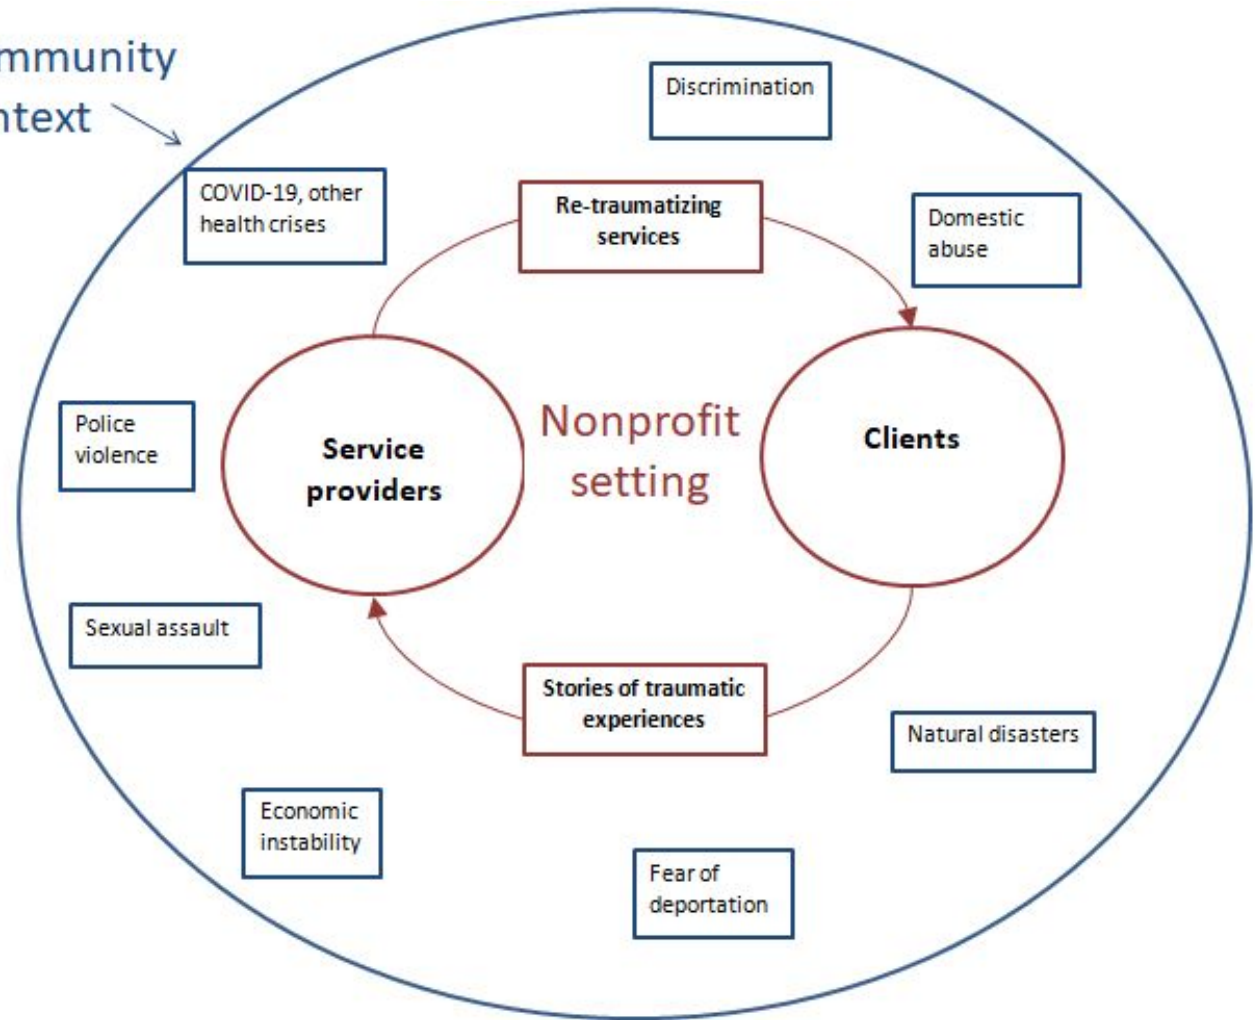 mmunity
ntext
Discrimination
COVID-19, other
health crises
Re-traumatizing
services
Domestic
abuse
Police
violence
Service
providers
Nonprofit
setting
Clients
Sexual assault
Stories of traumatic
experiences
Natural disasters
Economic
instability
Fear of
deportation